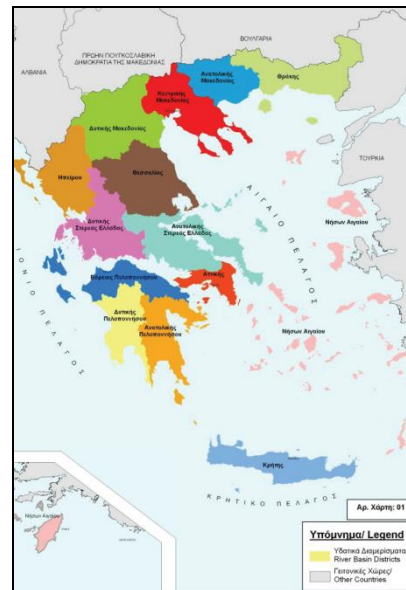 ΒΟΥΛΓΑΡΙΑ
ΠΡΩΗΝ ΓΙΟΥΓΚΟΣΛΑΒΙΚΗ
ΔΗΜΟΚΡΑΤΙΑ ΤΗΣ ΜΑΚΕΔΟΝΙΑΣ
ΑΛΒΑΝΙΑ
Ανατολικής
Μακεδονίας
Θράκης
Κεντρικής
Μακεδονίας
Δυτικής Μακεδονίας
ΤΟΥΡΚΙΑ
Ηπείρου
Θεσσαλίας
ΑΙΓΑΙΟ ΠΕΛΑΓΟΣ
Νήσων Αιγαίου
Δυτικής
Στερεάς Ελλάδος
Ανατολικής
Στερεάς Ελλάδος
ΙΟΝΙΟ ΠΕΛΑΓΟΣ
Βόρειας Πελοποννήσου
Αττικής
Δυτικής
Πελοποννήσου
Ανατολικής
Πελοποννήσου
Νήσων Αιγαίου
Κρήτης
ΚΡΗΤΙΚΟ ΠΕΛΑΓΟΣ
Νήσων Αιγαίου
Αρ. Χάρτη: 01
Υπόμνημα/ Legend
Υδατικά Διαμερίσματα
River Basin Districts
Γειτονικές Χώρες/
Other Countries